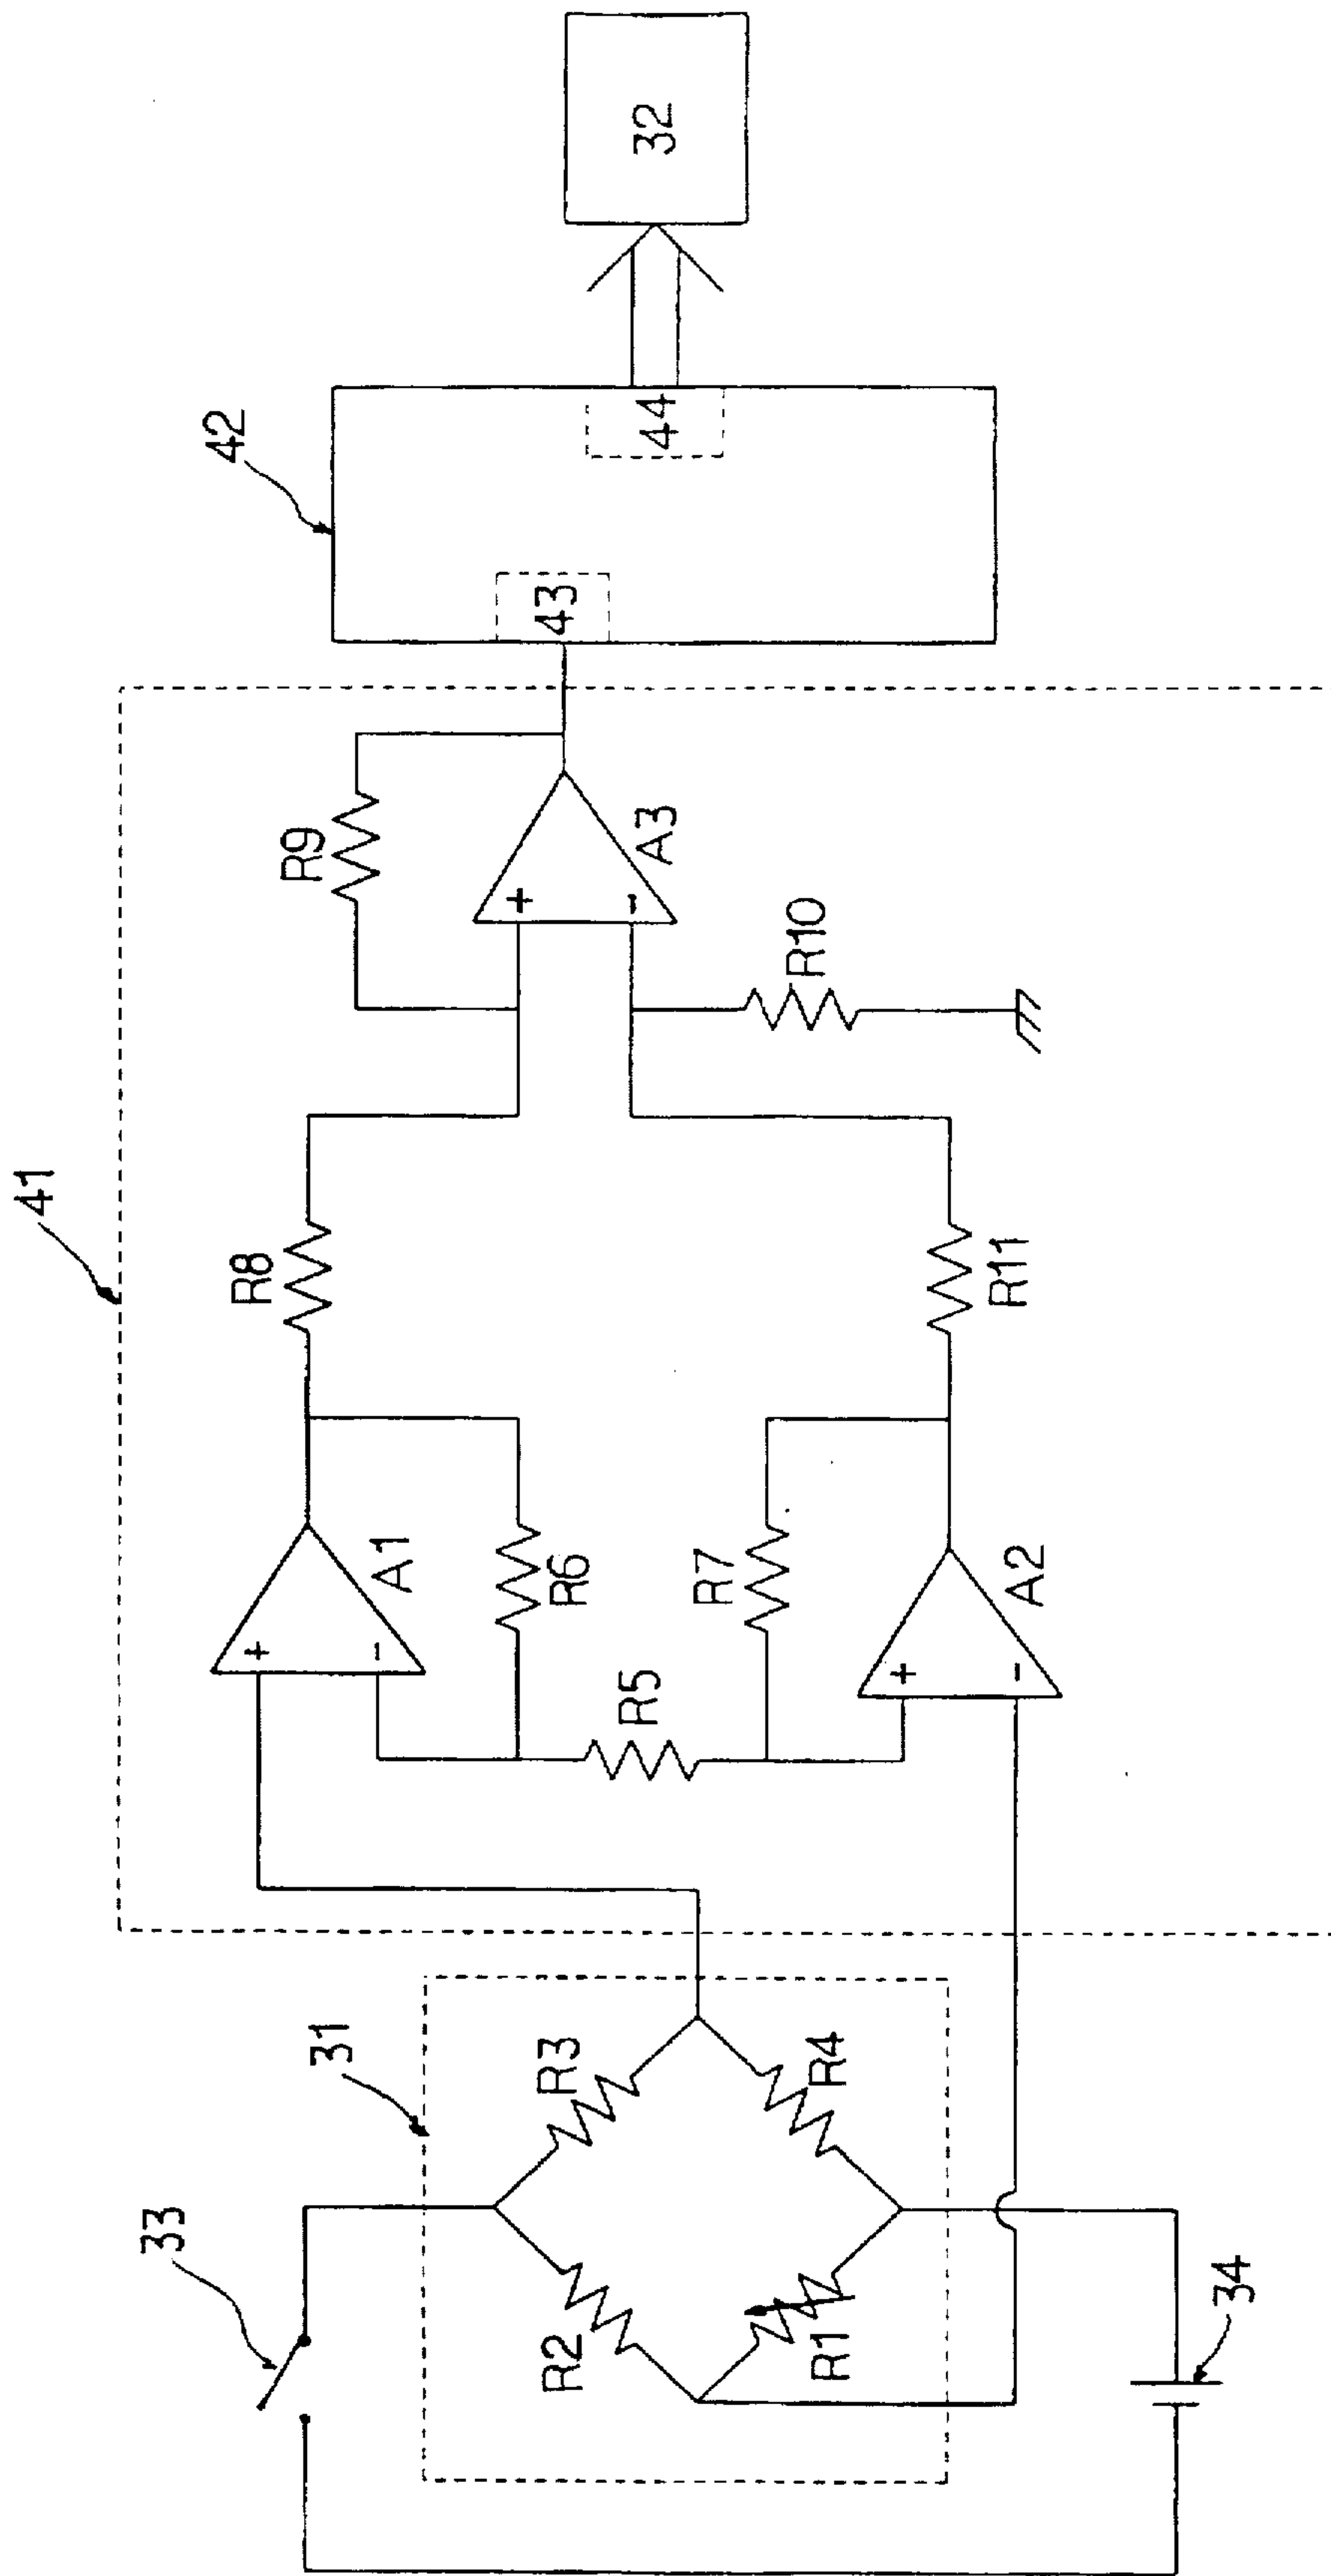 32
42
44
43
41
R9
+
-
A3
R10
R8
R11
+
-
A1
R6
R7
R5
+
-
A2
31
R3
R4
33
R2
R1
34